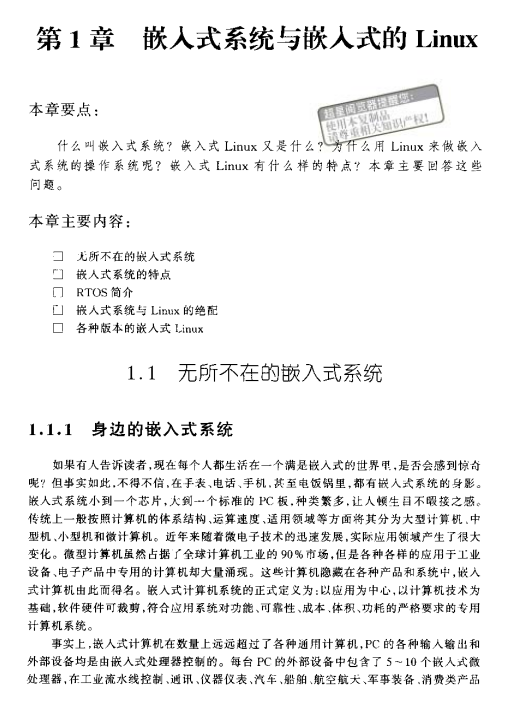 第 1 章 嵌入式系统与嵌入式的 Linux
超星阅览器提醒您：
使用本复制品
请尊重相关知识产权!
本章要点：
什么叫嵌入式系统? 嵌入式 Linux 又是什么? 为什么用 Linux 来做嵌入
式系统的操作系统呢? 嵌入式 Linux 有什么样的特点? 本章主要回答这些
问题。
本章主要内容：
□ 无所不在的嵌入式系统
□ 嵌入式系统的特点
□ RTOS 简介
□ 嵌入式系统与 Linux 的绝配
□ 各种版本的嵌入式 Linux
1.1 无所不在的嵌入式系统
1.1.1 身边的嵌入式系统
如果有人告诉读者,现在每个人都生活在一个满是嵌入式的世界里,是否会感到惊奇
呢? 但事实如此,不得不信,在手表、电话、手机,甚至电饭锅里,都有嵌入式系统的身影。
嵌入式系统小到一个芯片,大到一个标准的 PC 板,种类繁多,让人顿生目不暇接之感。
传统上一般按照计算机的体系结构、运算速度、适用领域等方面将其分为大型计算机、中
型机、小型机和微计算机。近年来随着微电子技术的迅速发展,实际应用领域产生了很大
变化。微型计算机虽然占据了全球计算机工业的 90％市场,但是各种各样的应用于工业
设备、电子产品中专用的计算机却大量涌现。这些计算机隐藏在各种产品和系统中,嵌入
式计算机由此而得名。嵌入式计算机系统的正式定义为:以应用为中心,以计算机技术为
基础,软件硬件可裁剪,符合应用系统对功能、可靠性、成本、体积、功耗的严格要求的专用
计算机系统。
事实上,嵌入式计算机在数量上远远超过了各种通用计算机,PC 的各种输入输出和
外部设备均是由嵌入式处理器控制的。每台 PC 的外部设备中包含了 5～10 个嵌入式微
处理器,在工业流水线控制、通讯、仪器仪表、汽车、船舶、航空航天、军事装备、消费类产品